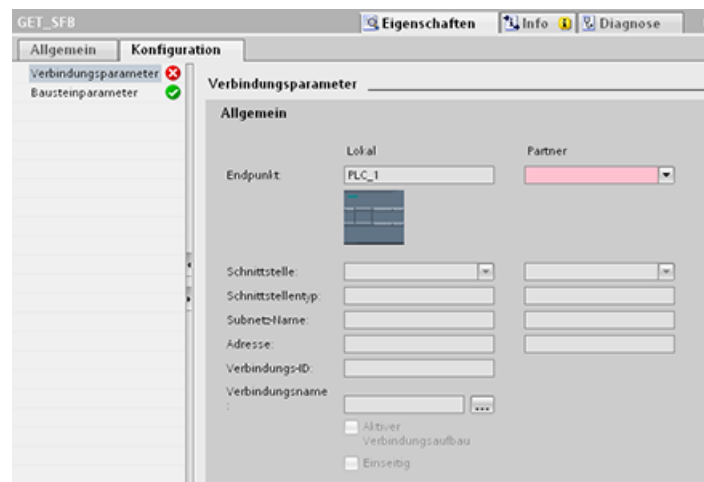 GET_SFB
Eigenschaften
Info
Diagnose
Allgemein
Konfiguration
Verbindungsparameter
Bausteinparameter
Verbindungsparameter
Allgemein
Lokal
Partner
Endpunkt:
PLC_1
Schnittstelle:
Schnittstellentyp:
Subnetz-Name:
Adresse:
Verbindungs-ID:
Verbindungsname
:
...
Aktiver
Verbindungsaufbau
Einseitig